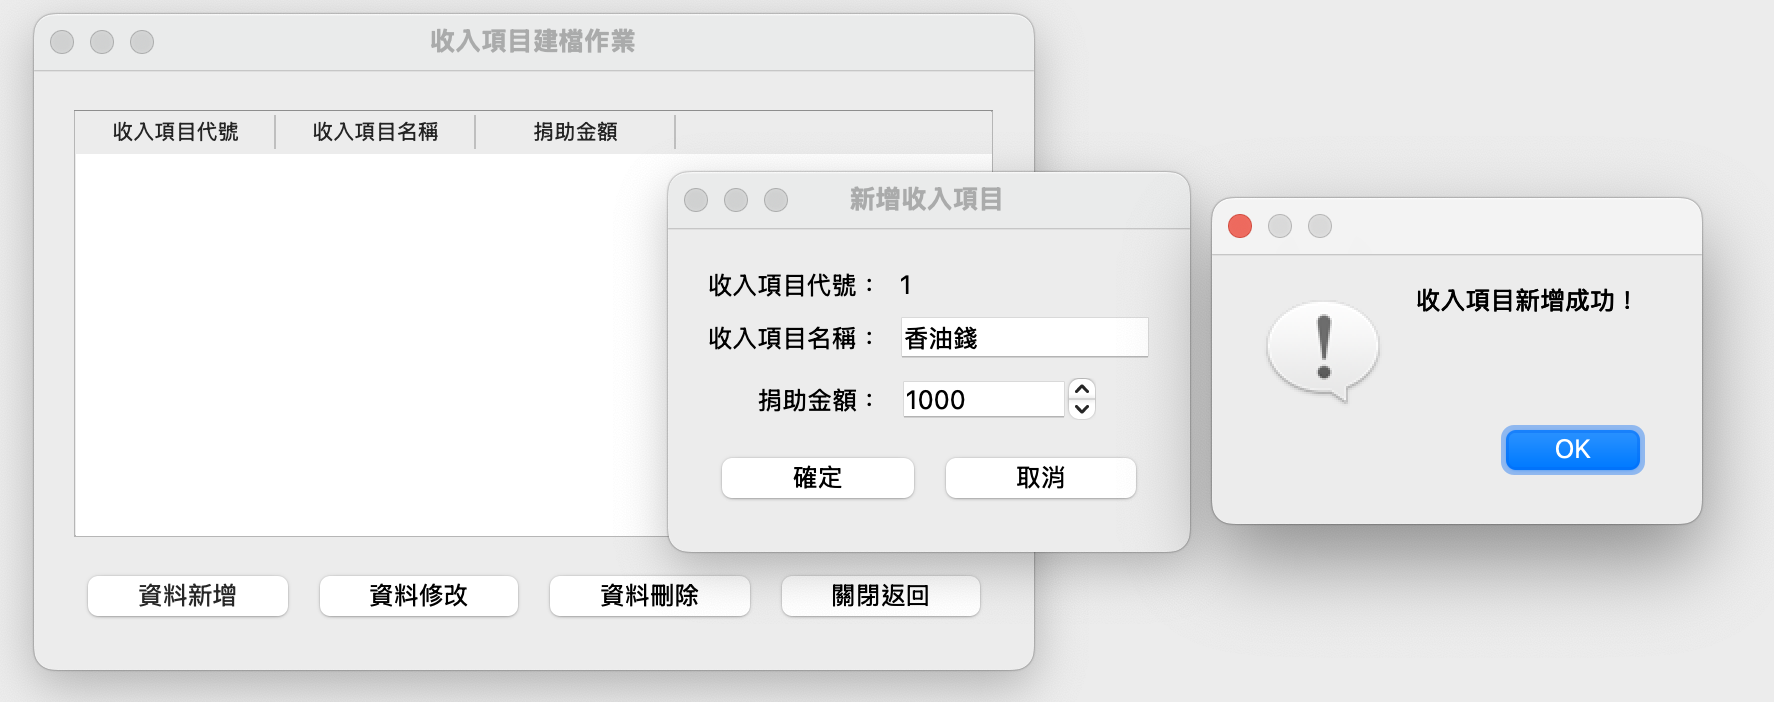 收入項目建檔作業
收入項目代號 收入項目名稱 捐助金額
資料新增 資料修改 資料刪除 關閉返回
新增收入項目
收入項目代號： 1
收入項目名稱： 香油錢
捐助金額： 1000
確定 取消
收入項目新增成功！
OK